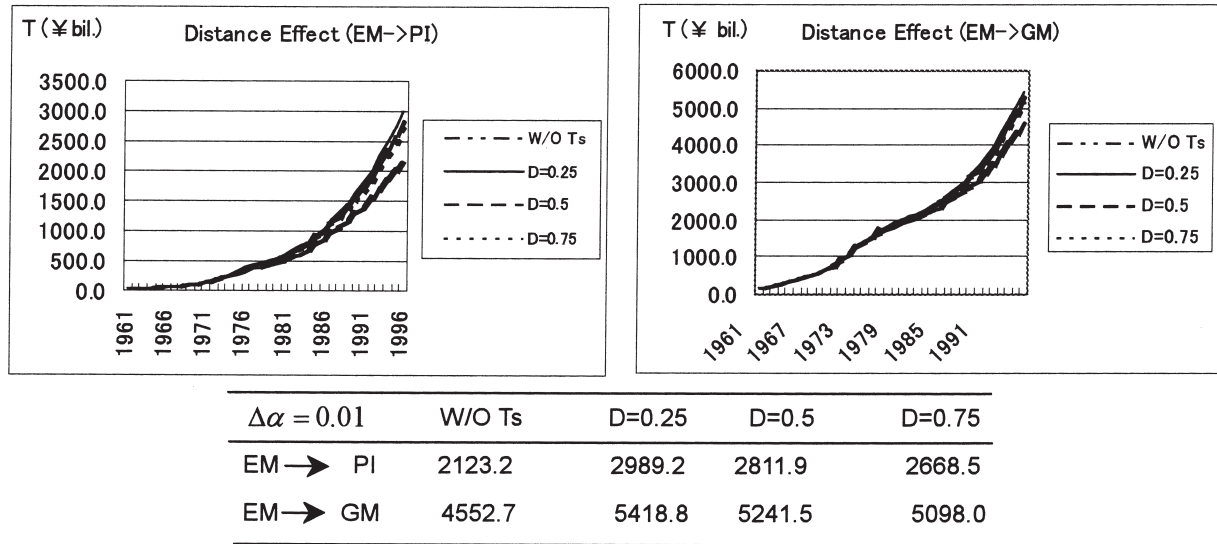 T (¥ bil.) Distance Effect (EM->PI)
3500.0
3000.0
2500.0
2000.0
1500.0
1000.0
500.0
0.0
1961 1966 1971 1976 1981 1986 1991 1996
W/O Ts
D=0.25
D=0.5
D=0.75
T (¥ bil.) Distance Effect (EM->GM)
6000.0
5000.0
4000.0
3000.0
2000.0
1000.0
0.0
1961 1967 1973 1979 1985 1991
W/O Ts
D=0.25
D=0.5
D=0.75
Δα = 0.01 W/O Ts D=0.25 D=0.5 D=0.75
EM → PI 2123.2 2989.2 2811.9 2668.5
EM → GM 4552.7 5418.8 5241.5 5098.0